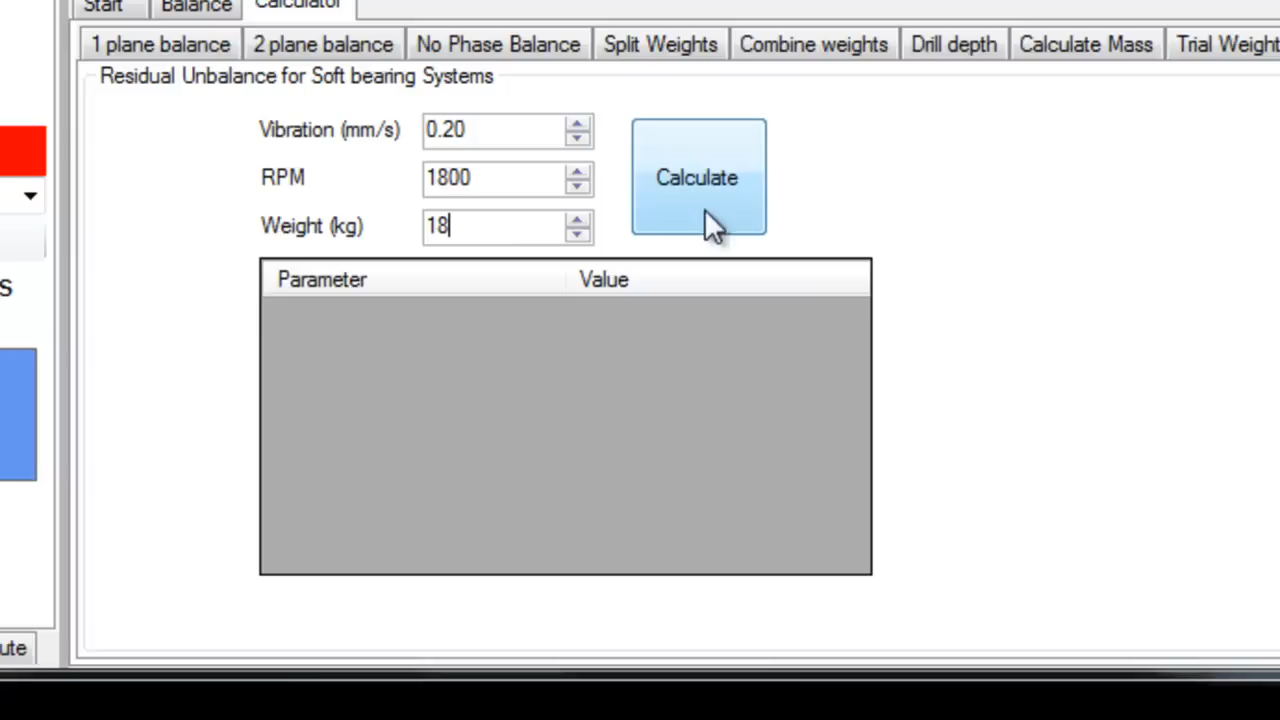 Start Balance Calculator
1 plane balance 2 plane balance No Phase Balance Split Weights Combine weights Drill depth Calculate Mass Trial Weight
Residual Unbalance for Soft bearing Systems
Vibration (mm/s) 0.20
RPM 1800
Weight (kg) 18
Calculate
Parameter Value
S
ute